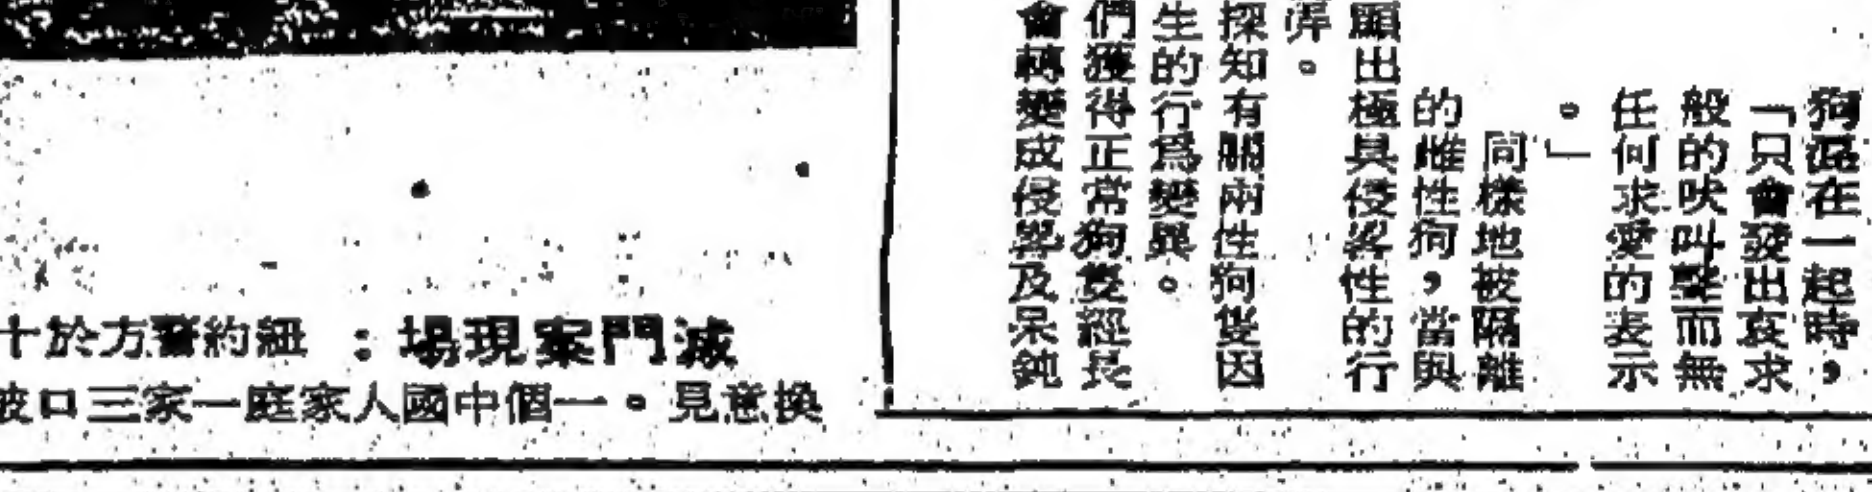 狗混在一起時，
「只會發出哀求
般的吠叫聲而無
任何求愛的表示
。」
同樣地被隔離
的雌性狗，當與
顯出極具侵畧性的行
。
探知有關兩性狗隻因
生的行爲變異。
們獲得正常狗隻經長
會轉變成侵畧及呆鈍
滅門案現場：紐約警方於十
換意見。一個中國人家庭一家三口被